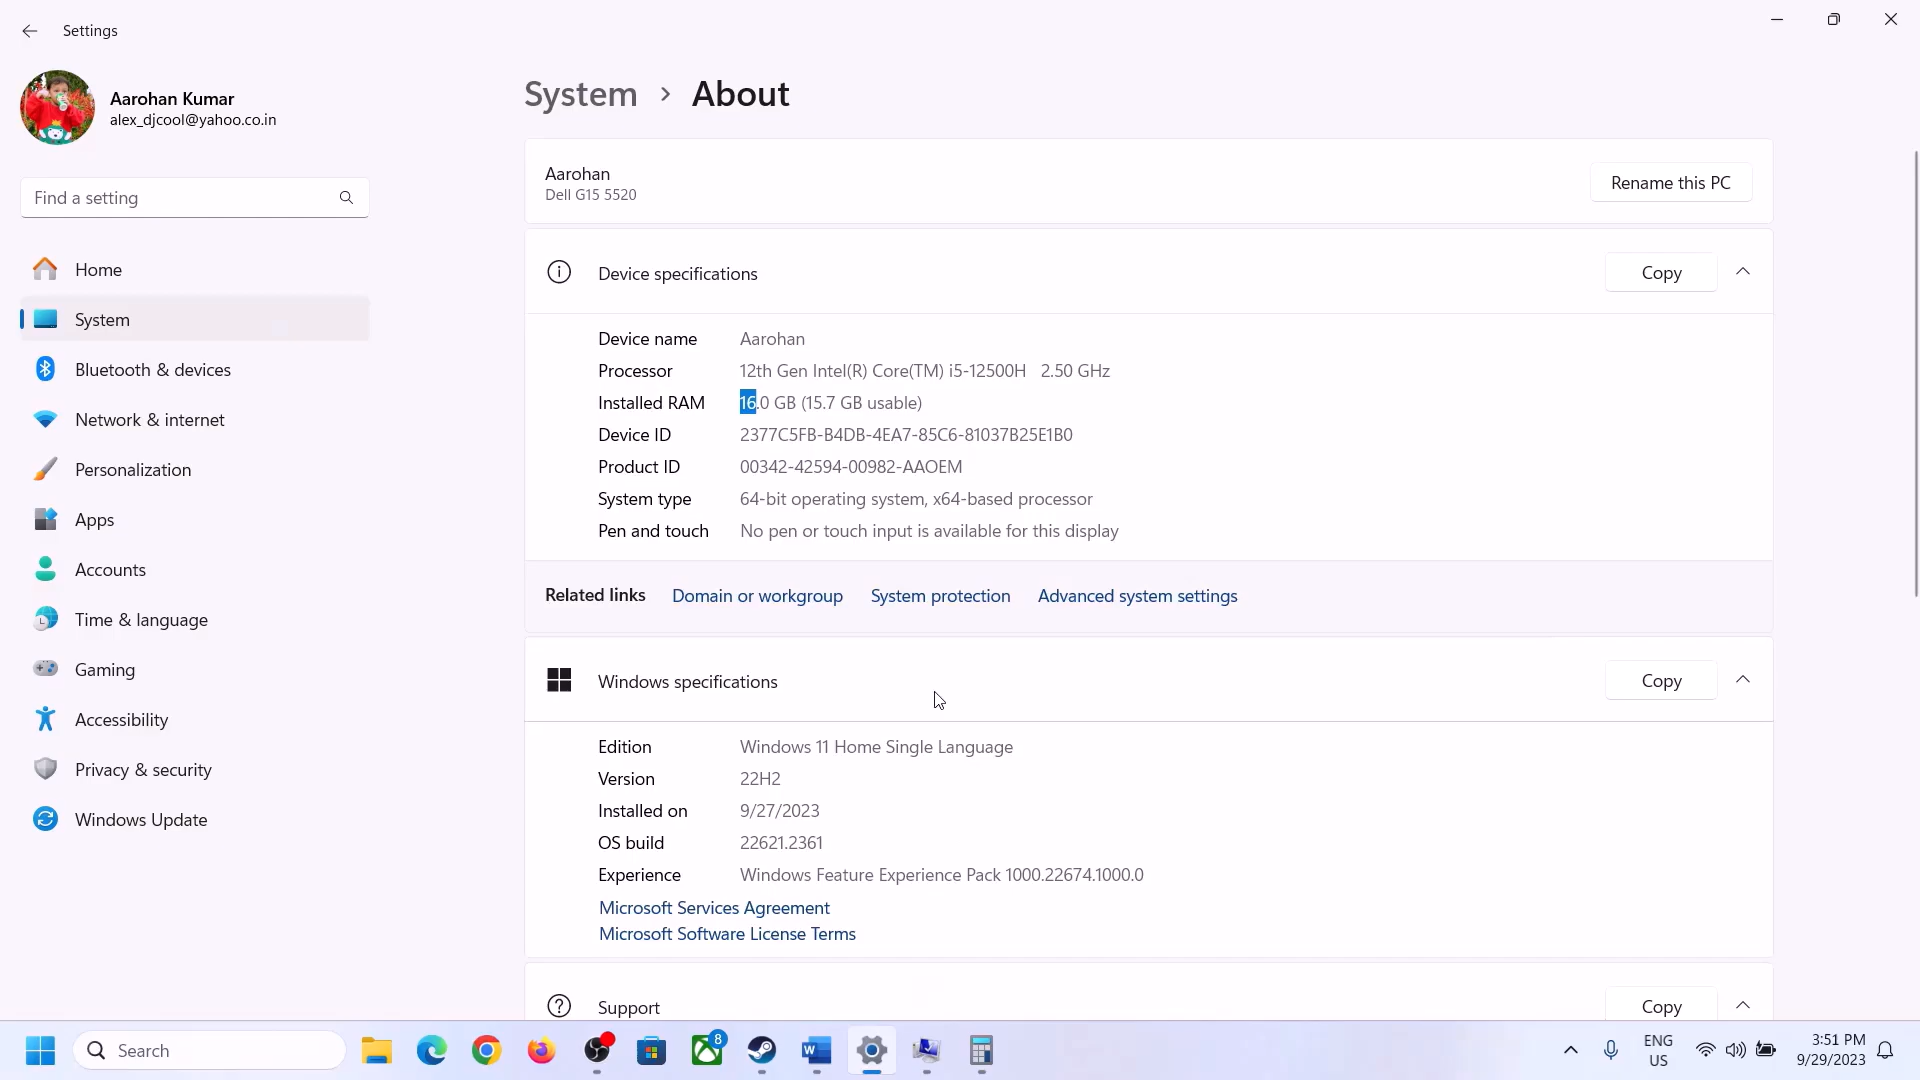 Settings
Aarohan Kumar
alex_djcool@yahoo.co.in
Find a setting
Home
System
Bluetooth & devices
Network & internet
Personalization
Apps
Accounts
Time & language
Gaming
Accessibility
Privacy & security
Windows Update
System > About
Aarohan
Dell G15 5520
Rename this PC
Device specifications
Copy
Device name Aarohan
Processor 12th Gen Intel(R) Core(TM) i5-12500H 2.50 GHz
Installed RAM 16.0 GB (15.7 GB usable)
Device ID 2377C5FB-B4DB-4EA7-85C6-81037B25E1B0
Product ID 00342-42594-00982-AAOEM
System type 64-bit operating system, x64-based processor
Pen and touch No pen or touch input is available for this display
Related links Domain or workgroup System protection Advanced system settings
Windows specifications
Copy
Edition Windows 11 Home Single Language
Version 22H2
Installed on 9/27/2023
OS build 22621.2361
Experience Windows Feature Experience Pack 1000.22674.1000.0
Microsoft Services Agreement
Microsoft Software License Terms
Support
Copy
Search
8
ENG
US
3:51 PM
9/29/2023